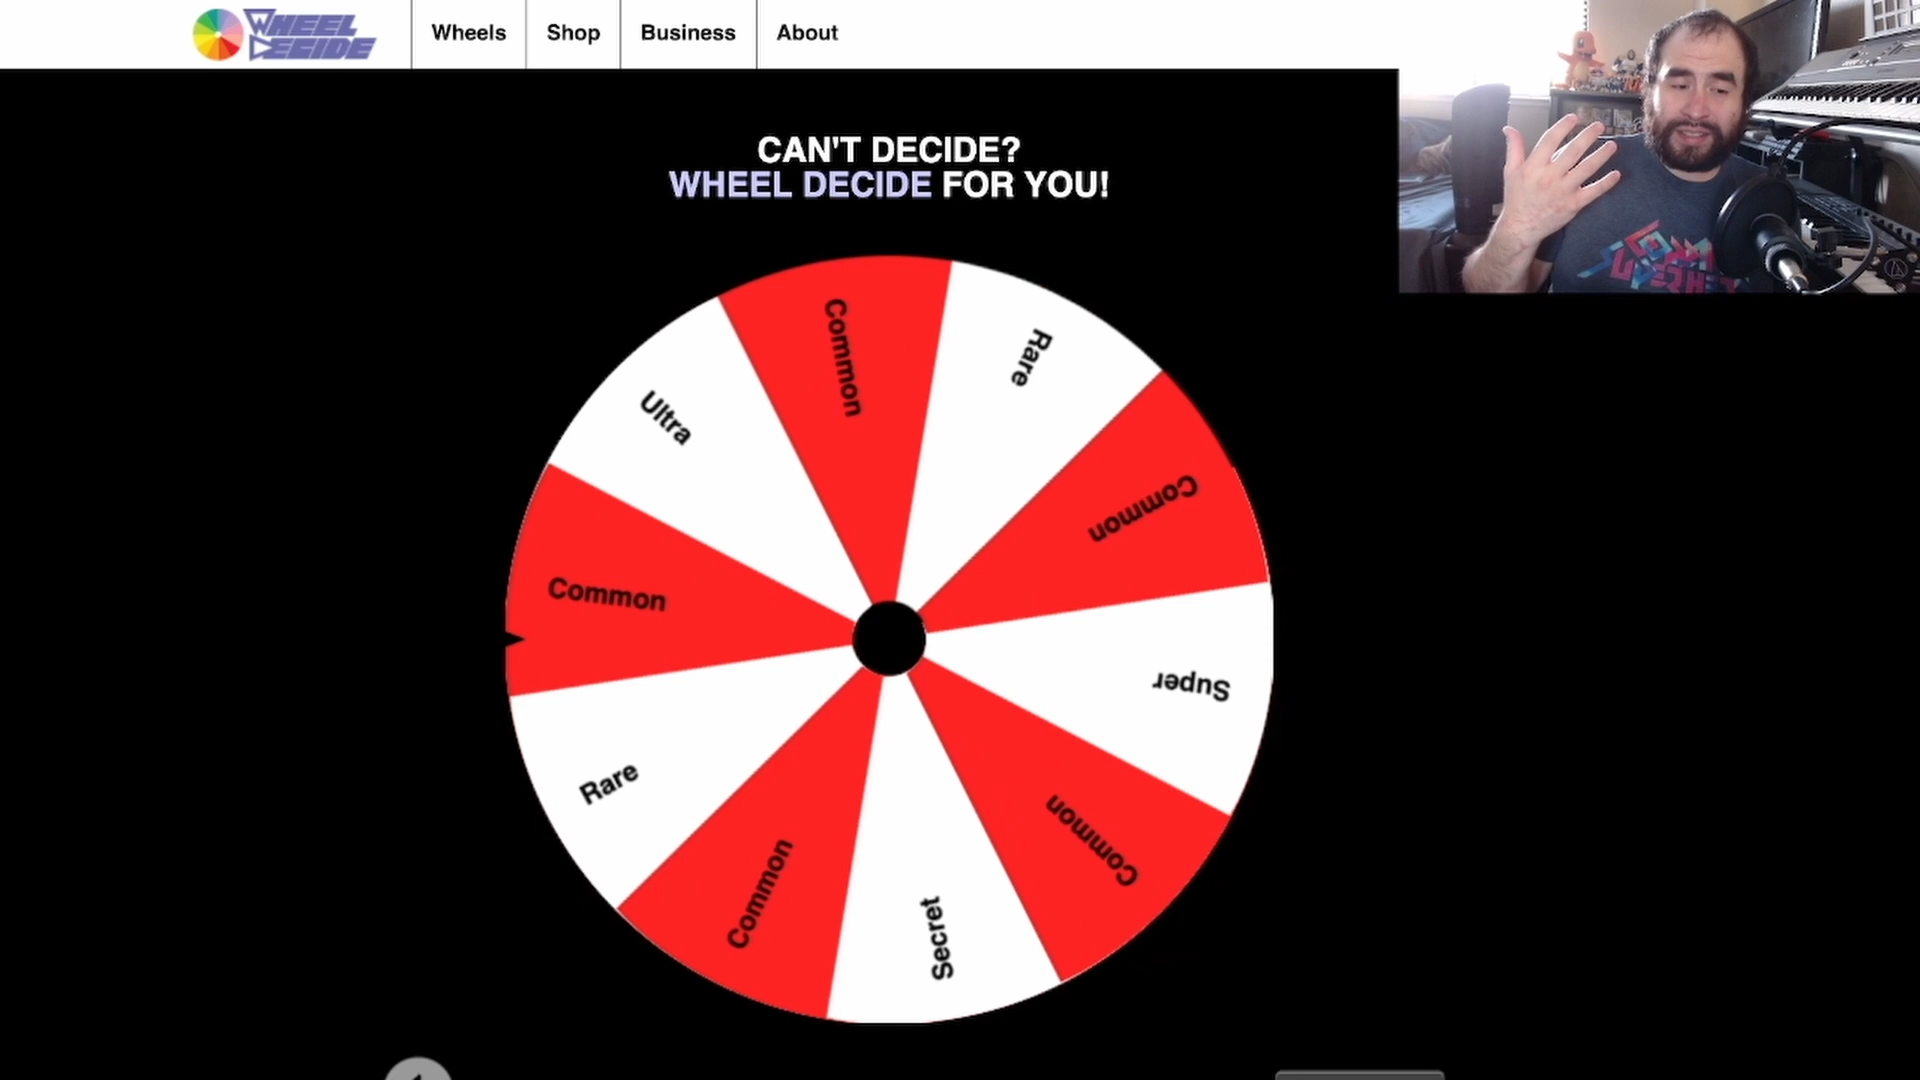 WHEEL
DECIDE
Wheels
Shop
Business
About
CAN'T DECIDE?
WHEEL DECIDE FOR YOU!
Common
Rare
Common
Super
Common
Secret
Common
Rare
Common
Ultra